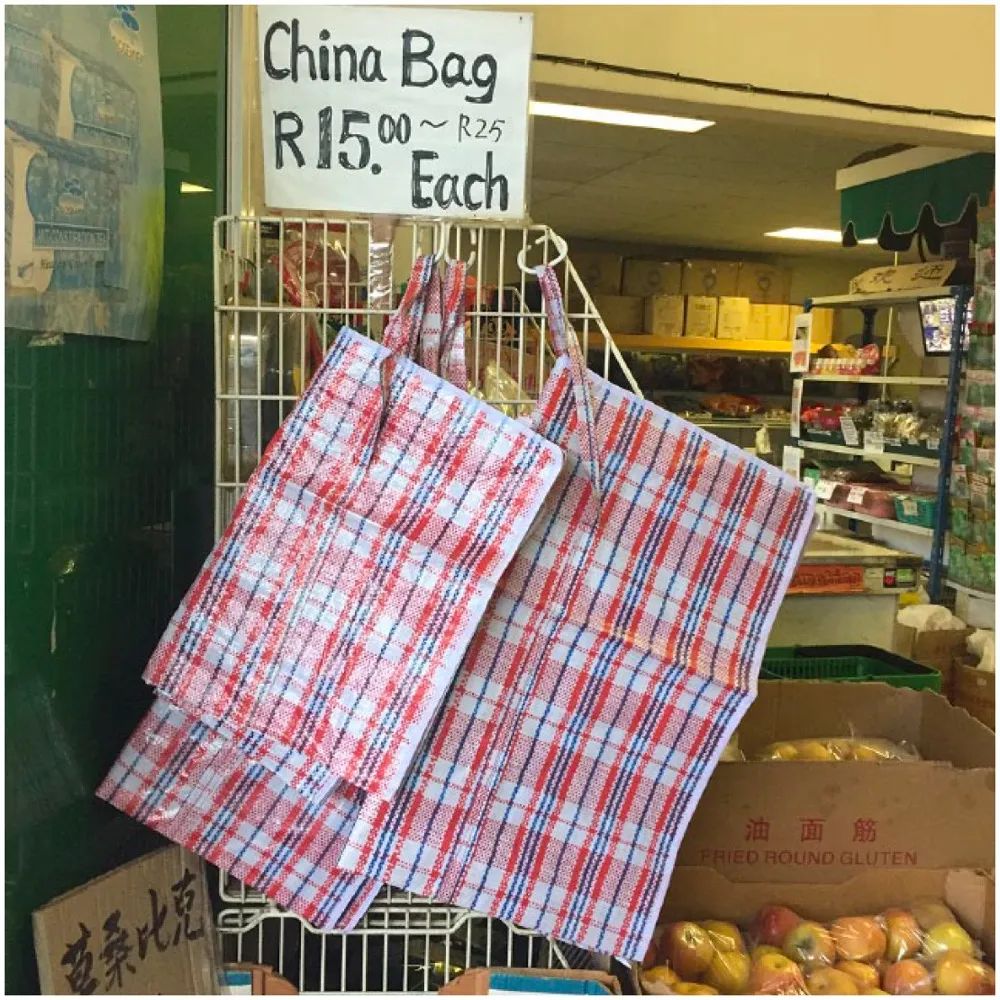 China Bag
R15.00 ~ R25
Each
油面筋
FRIED ROUND GLUTEN
莫桑比克